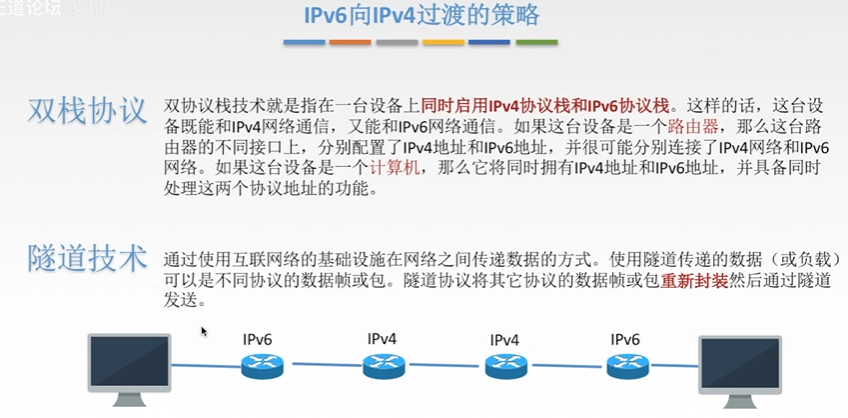 王道论坛
IPv6向IPv4过渡的策略
双栈协议
双协议栈技术就是指在一台设备上同时启用IPv4协议栈和IPv6协议栈。这样的话，这台设
备既能和IPv4网络通信，又能和IPv6网络通信。如果这台设备是一个路由器，那么这台路
由器的不同接口上，分别配置了IPv4地址和IPv6地址，并很可能分别连接了IPv4网络和IPv6
网络。如果这台设备是一个计算机，那么它将同时拥有IPv4地址和IPv6地址，并具备同时
处理这两个协议地址的功能。
隧道技术
通过使用互联网络的基础设施在网络之间传递数据的方式。使用隧道传递的数据（或负载）
可以是不同协议的数据帧或包。隧道协议将其它协议的数据帧或包重新封装然后通过隧道
发送。
IPv6
IPv4
IPv4
IPv6